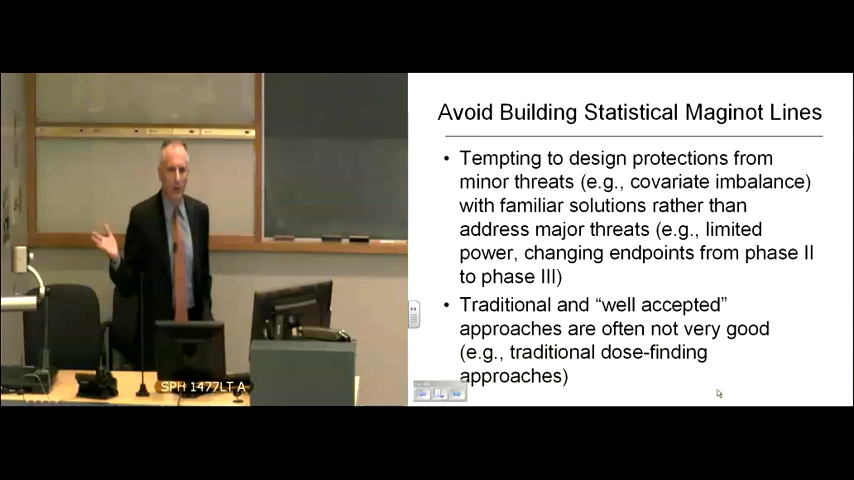 Avoid Building Statistical Maginot Lines
• Tempting to design protections from
minor threats (e.g., covariate imbalance)
with familiar solutions rather than
address major threats (e.g., limited
power, changing endpoints from phase II
to phase III)
• Traditional and “well accepted”
approaches are often not very good
(e.g., traditional dose-finding
approaches)
SPH 1477LT A